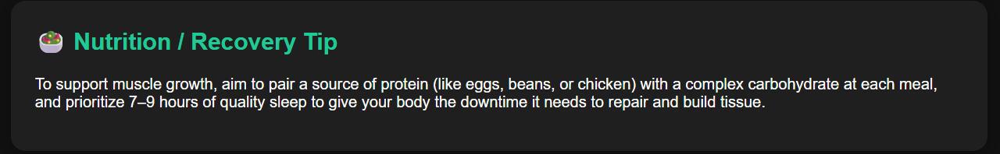 Nutrition / Recovery Tip
To support muscle growth, aim to pair a source of protein (like eggs, beans, or chicken) with a complex carbohydrate at each meal,
and prioritize 7–9 hours of quality sleep to give your body the downtime it needs to repair and build tissue.